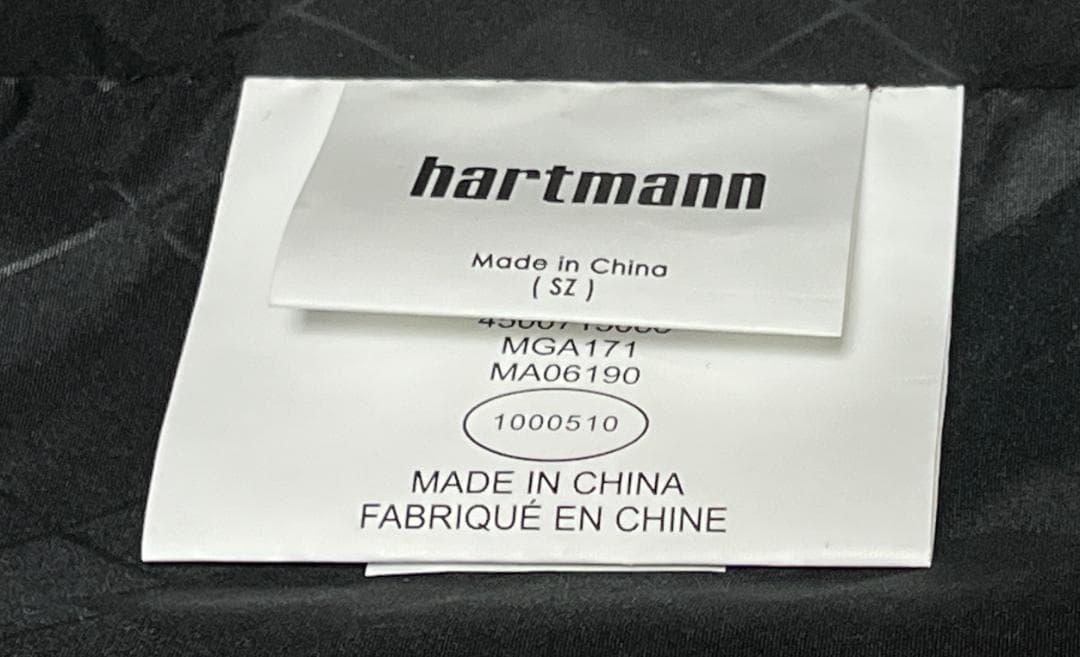 hartmann
Made in China
( SZ )
MGA171
MA06190
1000510
MADE IN CHINA
FABRIQUÉ EN CHINE